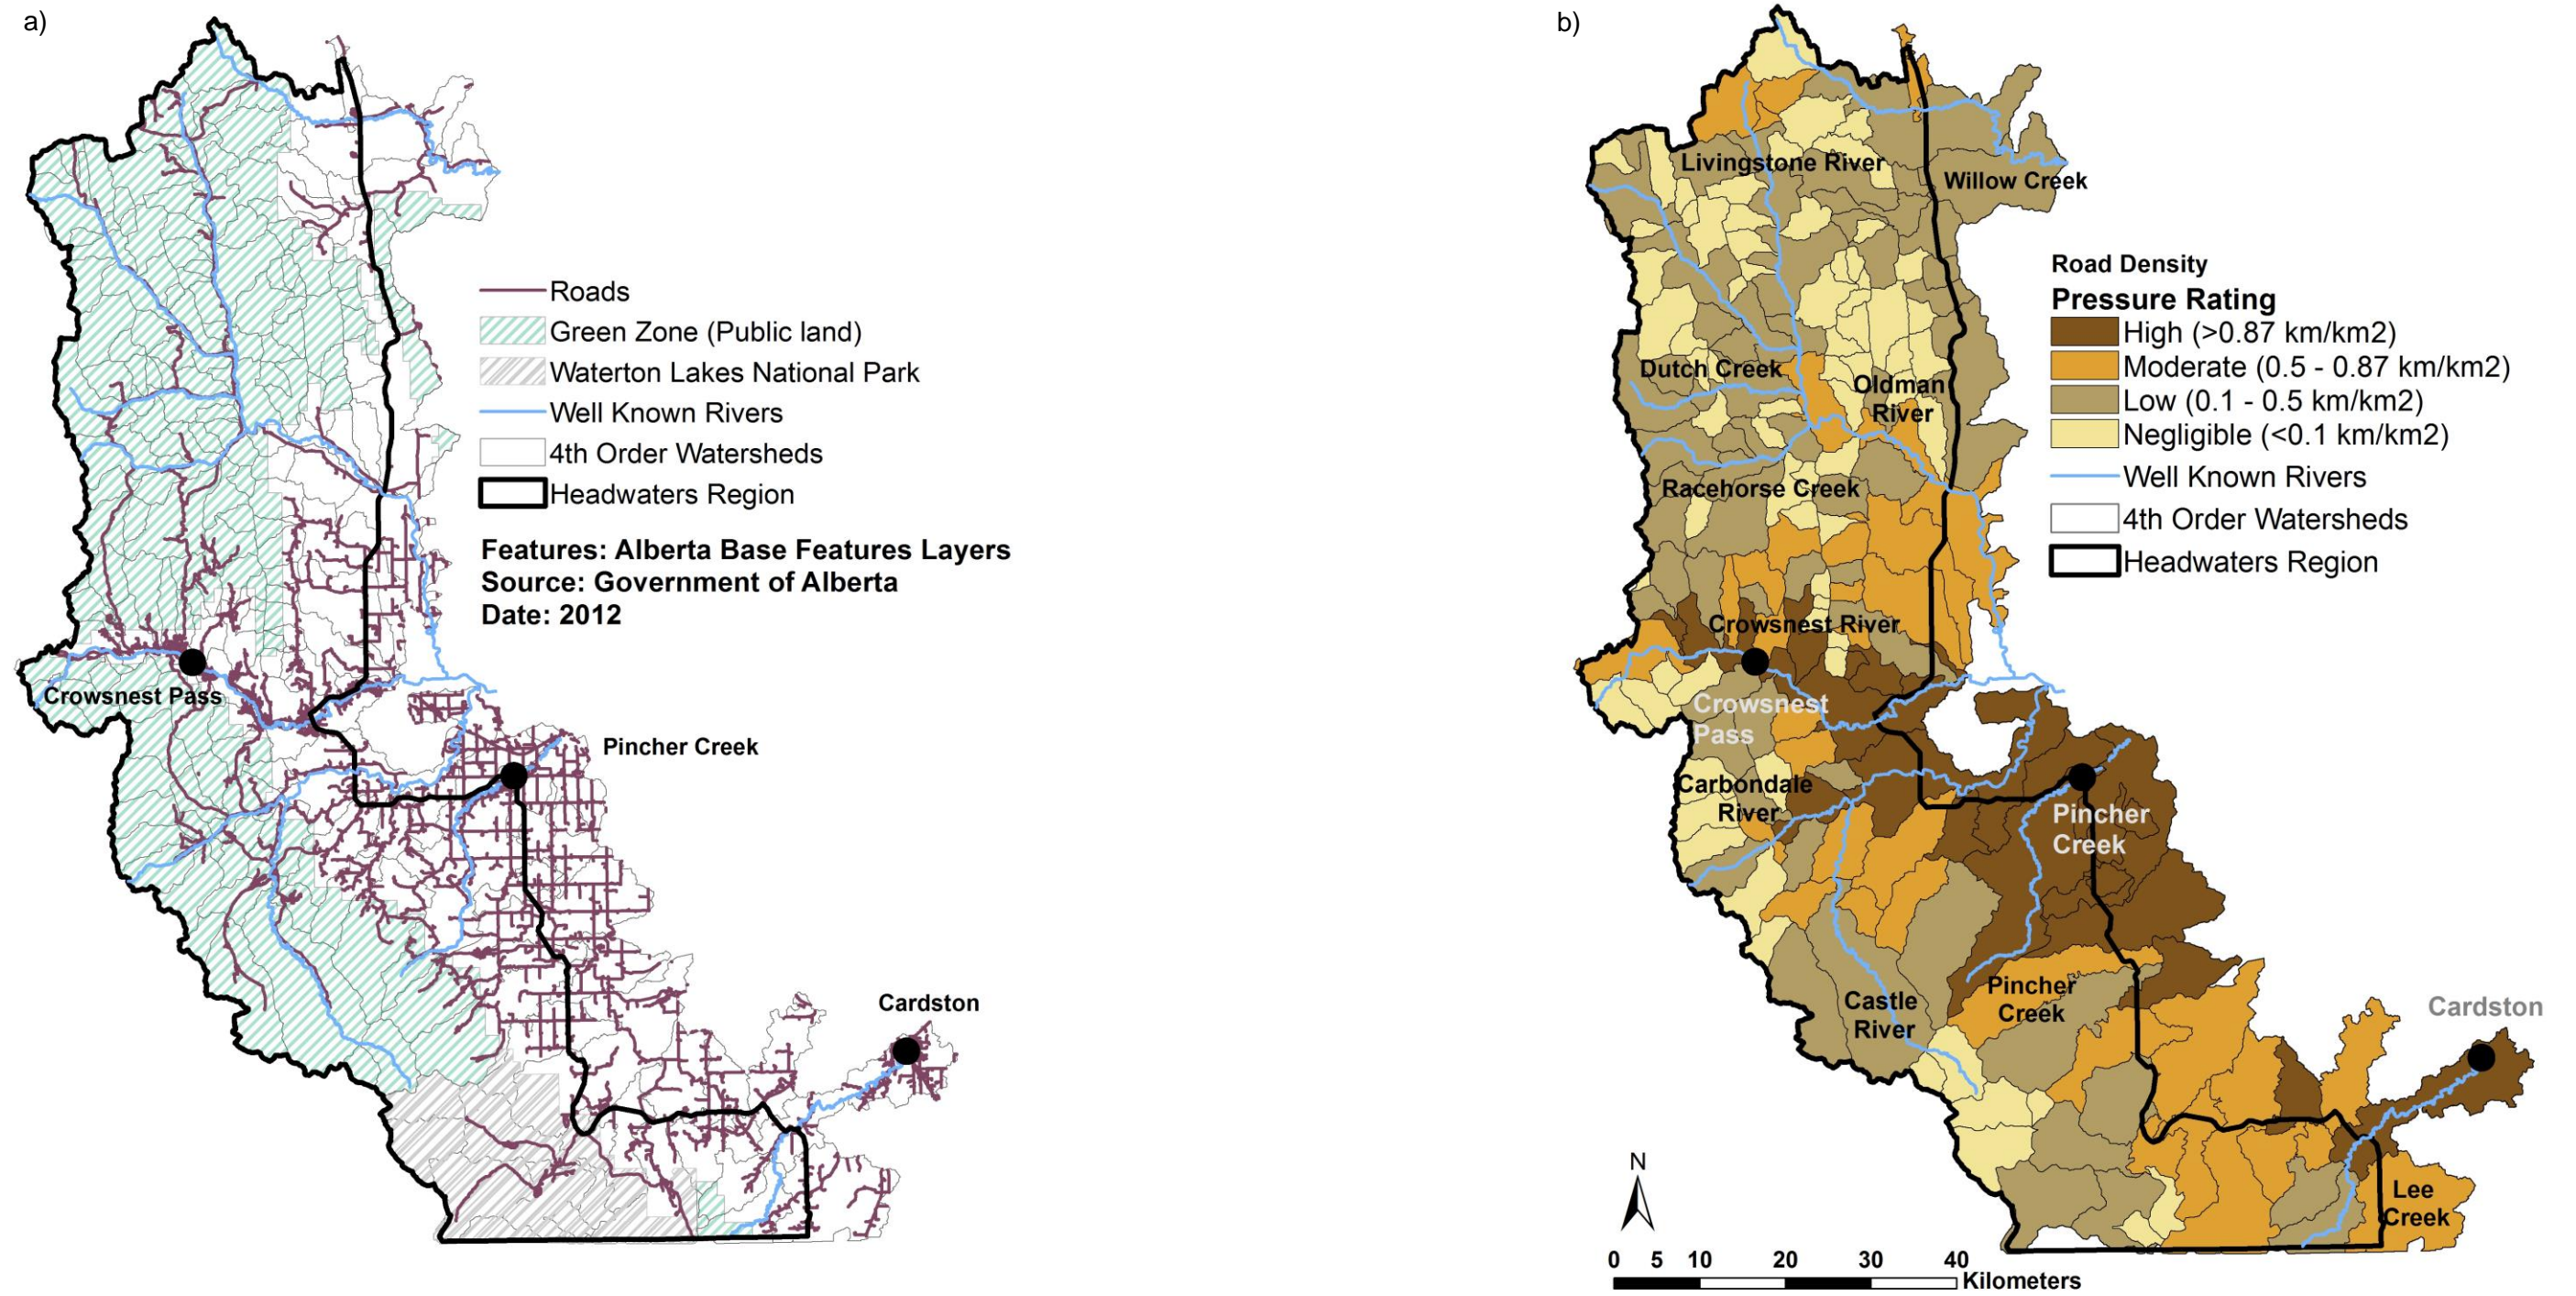 a)
Roads
Green Zone (Public land)
Waterton Lakes National Park
Well Known Rivers
4th Order Watersheds
Headwaters Region
Features: Alberta Base Features Layers
Source: Government of Alberta
Date: 2012
Crowsnest Pass
Pincher Creek
Cardston
b)
Livingstone River
Willow Creek
Dutch Creek
Oldman
River
Racehorse Creek
Crowsnest River
Crowsnest
Pass
Carbondale
River
Pincher
Creek
Castle
River
Pincher
Creek
Cardston
Lee
Creek
Road Density
Pressure Rating
High (>0.87 km/km2)
Moderate (0.5 - 0.87 km/km2)
Low (0.1 - 0.5 km/km2)
Negligible (<0.1 km/km2)
Well Known Rivers
4th Order Watersheds
Headwaters Region
N
0 5 10 20 30 40
Kilometers